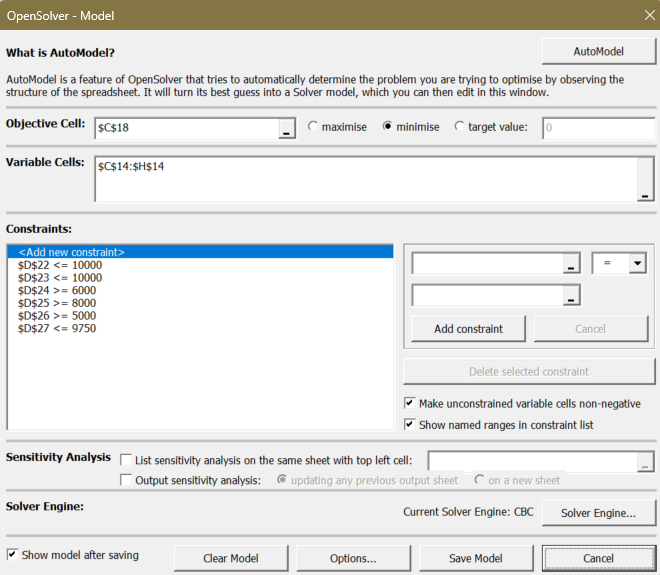 OpenSolver - Model
What is AutoModel?
AutoModel
AutoModel is a feature of OpenSolver that tries to automatically determine the problem you are trying to optimise by observing the
structure of the spreadsheet. It will turn its best guess into a Solver model, which you can then edit in this window.
Objective Cell: $C$18 maximise minimise target value: 0
Variable Cells: $C$14:$H$14
Constraints:
<Add new constraint>
$D$22 <= 10000
$D$23 <= 10000
$D$24 >= 6000
$D$25 >= 8000
$D$26 >= 5000
$D$27 <= 9750
=
Add constraint Cancel
Delete selected constraint
Make unconstrained variable cells non-negative
Show named ranges in constraint list
Sensitivity Analysis List sensitivity analysis on the same sheet with top left cell:
Output sensitivity analysis: updating any previous output sheet on a new sheet
Solver Engine:
Current Solver Engine: CBC Solver Engine...
Show model after saving Clear Model Options... Save Model Cancel